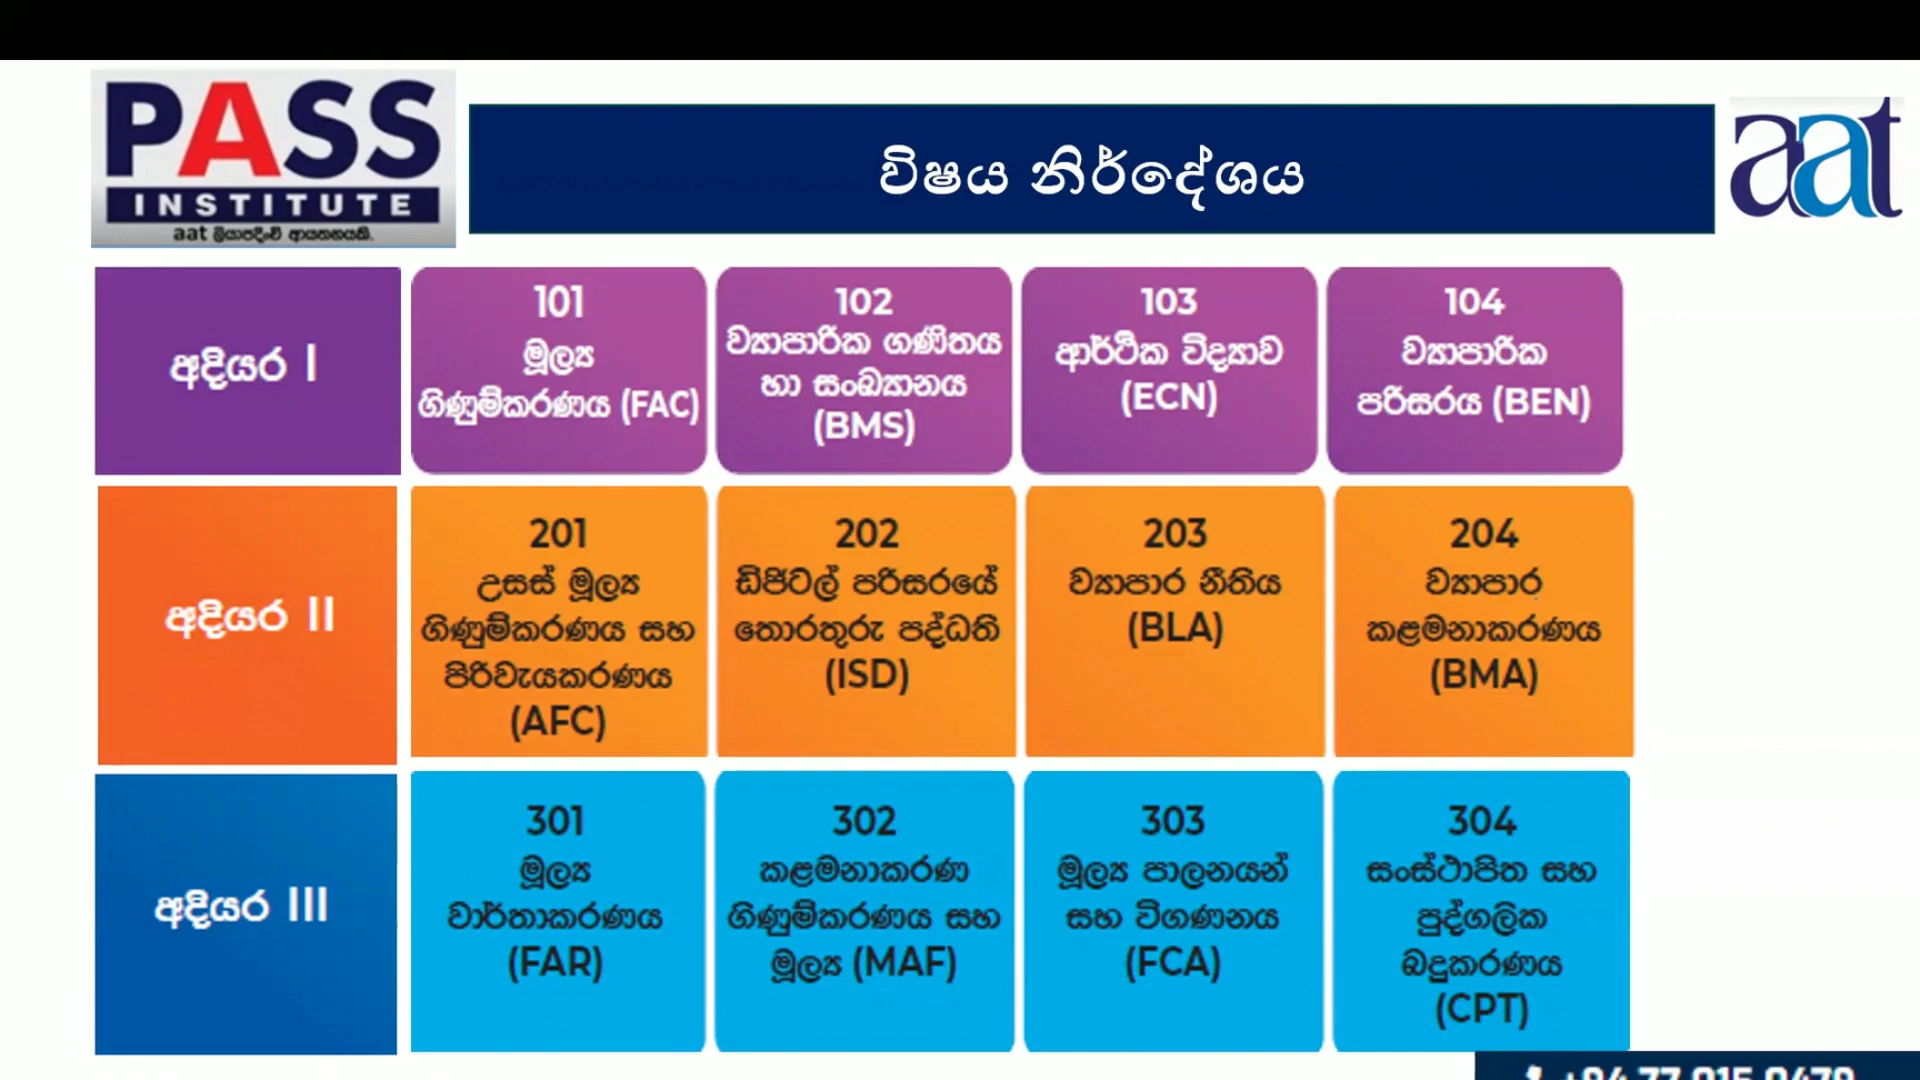 PASS
INSTITUTE
aat ලියාපදිංචි ආයතනයකි.
විෂය නිර්දේශය
aat
අදියර I
101
මූල්‍ය
ගිණුම්කරණය (FAC)
102
ව්‍යාපාරික ගණිතය
හා සංඛ්‍යානය
(BMS)
103
ආර්ථික විද්‍යාව
(ECN)
104
ව්‍යාපාරික
පරිසරය (BEN)
අදියර II
201
උසස් මූල්‍ය
ගිණුම්කරණය සහ
පිරිවැයකරණය
(AFC)
202
ඩිජිටල් පරිසරයේ
තොරතුරු පද්ධති
(ISD)
203
ව්‍යාපාර නීතිය
(BLA)
204
ව්‍යාපාර
කළමනාකරණය
(BMA)
අදියර III
301
මූල්‍ය
වාර්තාකරණය
(FAR)
302
කළමනාකරණ
ගිණුම්කරණය සහ
මූල්‍ය (MAF)
303
මූල්‍ය පාලනයන්
සහ විගණනය
(FCA)
304
සංස්ථාපිත සහ
පුද්ගලික
බදුකරණය
(CPT)